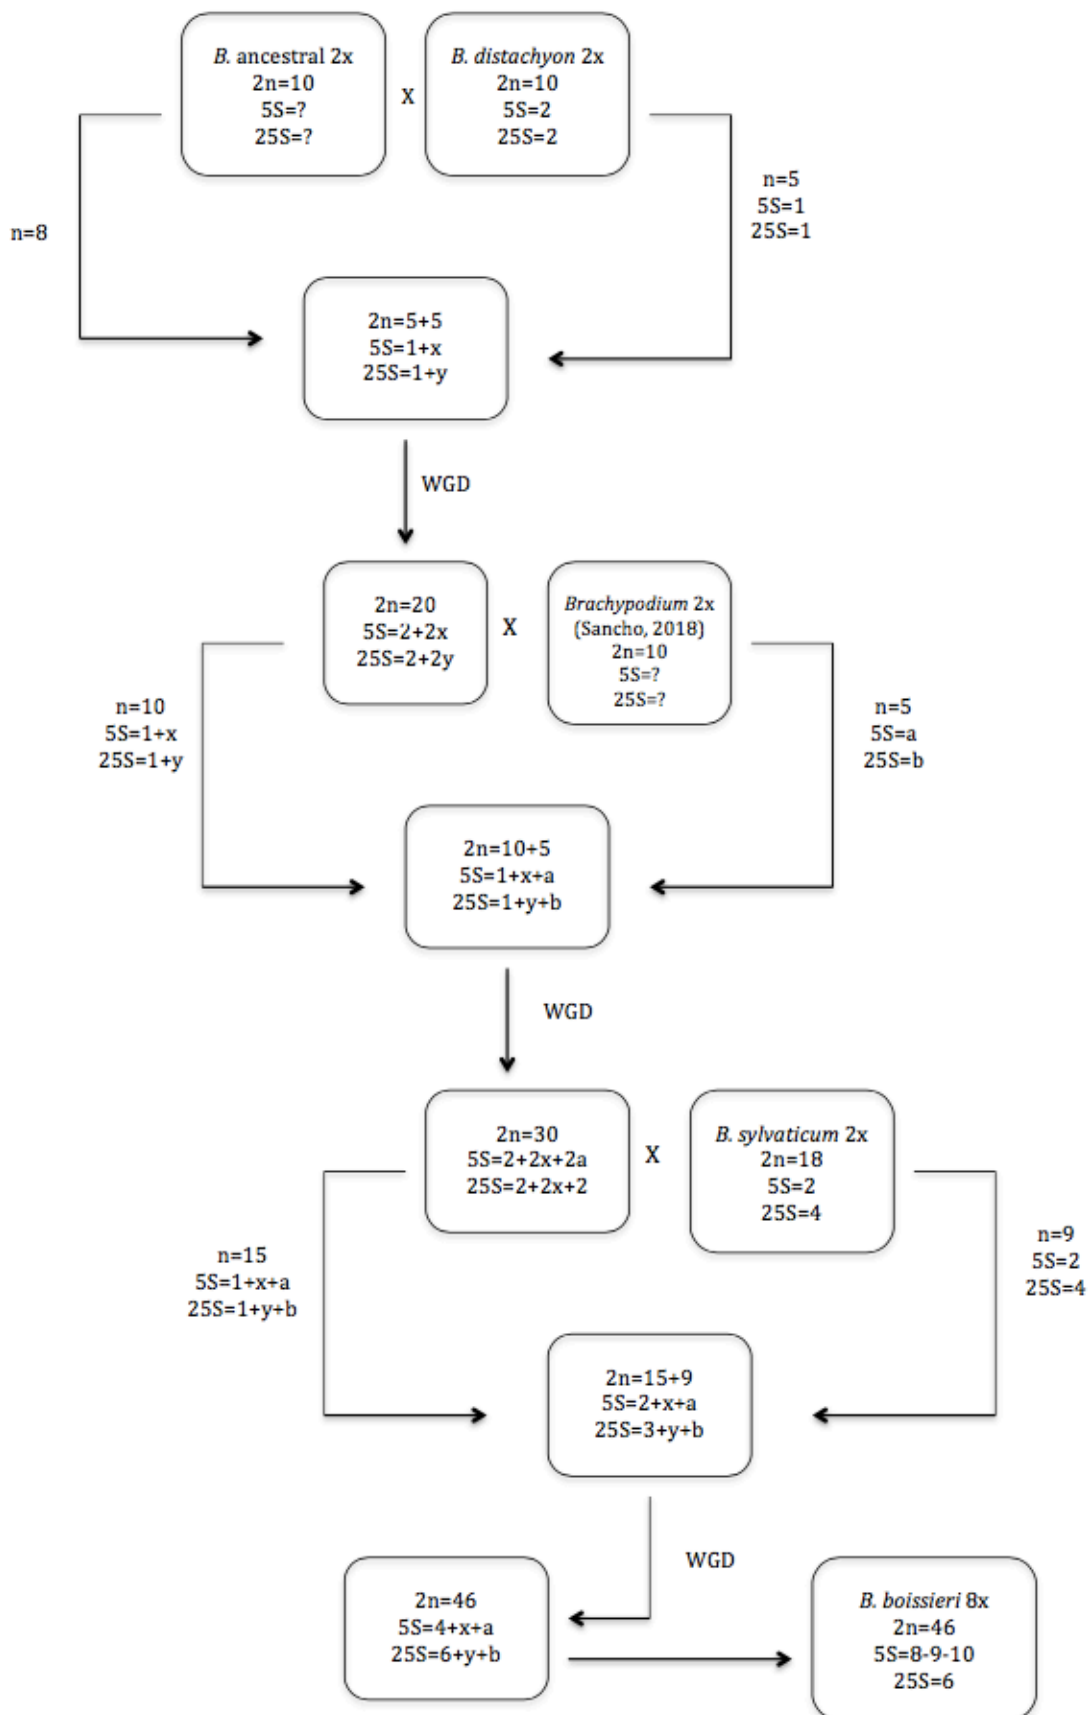 B. ancestral 2x
2n=10
5S=?
25S=?
X
B. distachyon 2x
2n=10
5S=2
25S=2
n=8
n=5
5S=1
25S=1
2n=5+5
5S=1+x
25S=1+y
WGD
2n=20
5S=2+2x
25S=2+2y
X
Brachypodium 2x
(Sancho, 2018)
2n=10
5S=?
25S=?
n=10
5S=1+x
25S=1+y
n=5
5S=a
25S=b
2n=10+5
5S=1+x+a
25S=1+y+b
WGD
2n=30
5S=2+2x+2a
25S=2+2x+2
X
B. sylvaticum 2x
2n=18
5S=2
25S=4
n=15
5S=1+x+a
25S=1+y+b
n=9
5S=2
25S=4
2n=15+9
5S=2+x+a
25S=3+y+b
WGD
2n=46
5S=4+x+a
25S=6+y+b
B. boissieri 8x
2n=46
5S=8-9-10
25S=6